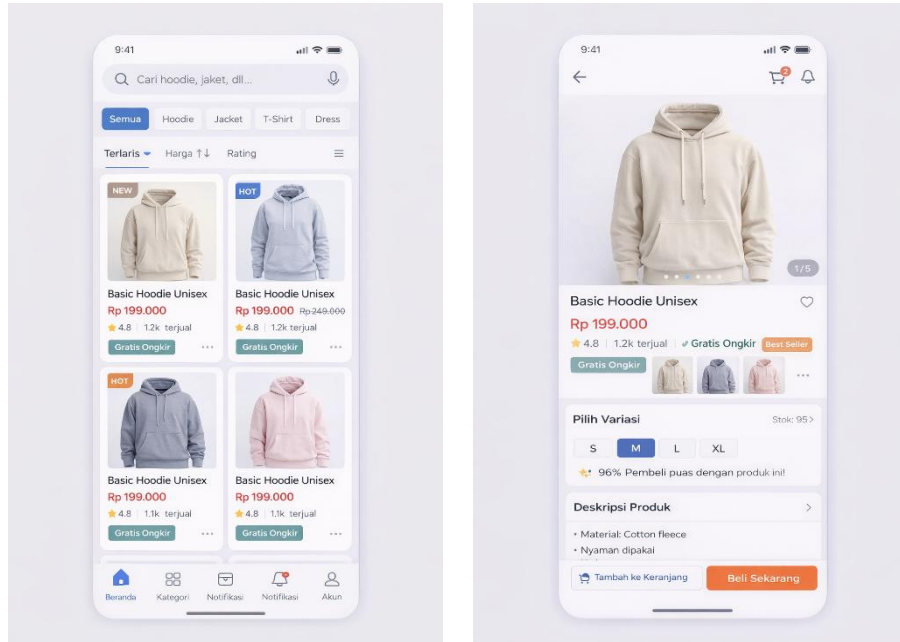 9:41
Cari hoodie, jaket, dll...
Semua Hoodie Jacket T-Shirt Dress
Terlaris Harga ↑↓ Rating
NEW
HOT
Basic Hoodie Unisex
Rp 199.000
4.8 1.2k terjual
Gratis Ongkir
Basic Hoodie Unisex
Rp 199.000 Rp 249.000
4.8 1.2k terjual
Gratis Ongkir
HOT
Basic Hoodie Unisex
Rp 199.000
4.8 1.1k terjual
Gratis Ongkir
Basic Hoodie Unisex
Rp 199.000
4.8 1.1k terjual
Gratis Ongkir
Beranda Kategori Notifikasi Notifikasi Akun
9:41
2
1/5
Basic Hoodie Unisex
Rp 199.000
4.8 1.2k terjual Gratis Ongkir Best Seller
Gratis Ongkir
Pilih Variasi Stok: 95
S M L XL
96% Pembeli puas dengan produk ini!
Deskripsi Produk
• Material: Cotton fleece
• Nyaman dipakai
Tambah ke Keranjang Beli Sekarang